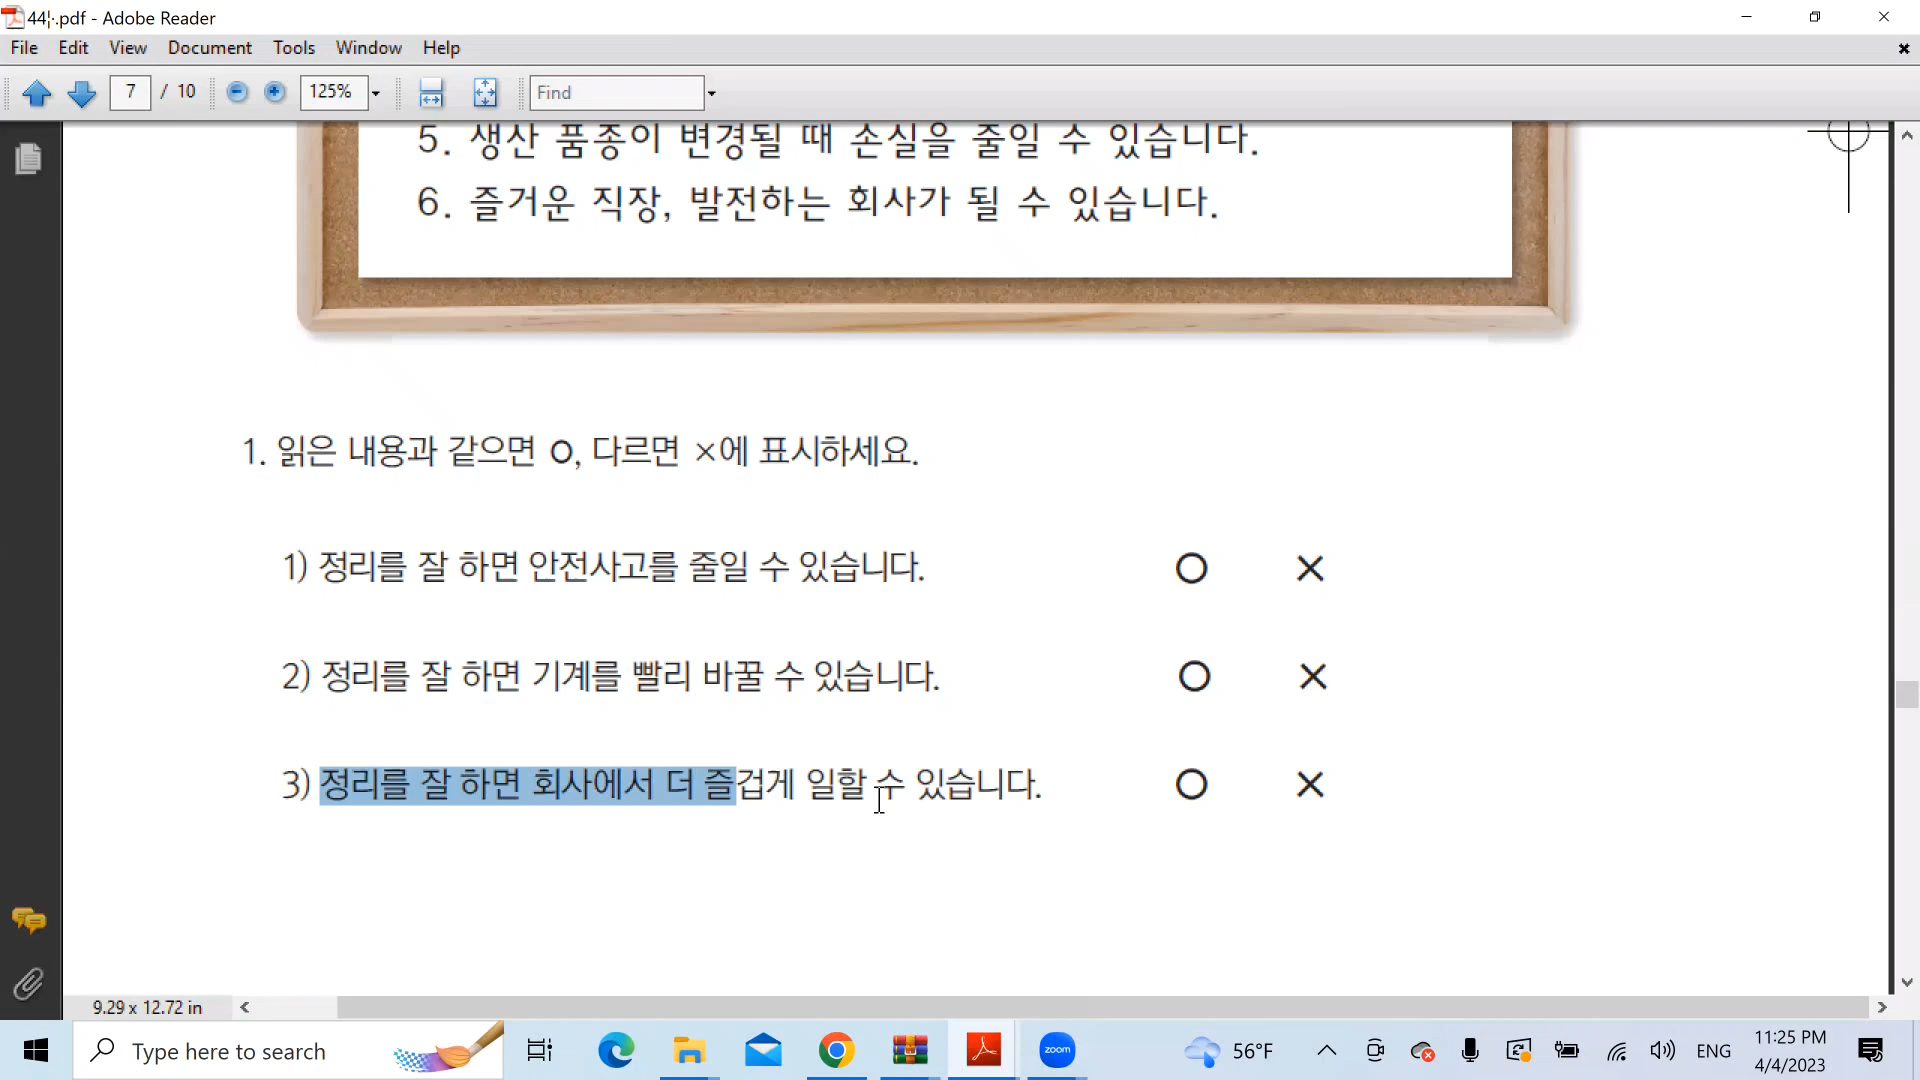 44¦·.pdf - Adobe Reader
File Edit View Document Tools Window Help
7 / 10 125% Find
5. 생산 품종이 변경될 때 손실을 줄일 수 있습니다.
6. 즐거운 직장, 발전하는 회사가 될 수 있습니다.
1. 읽은 내용과 같으면 O, 다르면 ×에 표시하세요.
1) 정리를 잘 하면 안전사고를 줄일 수 있습니다. O ×
2) 정리를 잘 하면 기계를 빨리 바꿀 수 있습니다. O ×
3) 정리를 잘 하면 회사에서 더 즐겁게 일할 수 있습니다. O ×
9.29 x 12.72 in
Type here to search zoom 56°F ENG 11:25 PM
4/4/2023